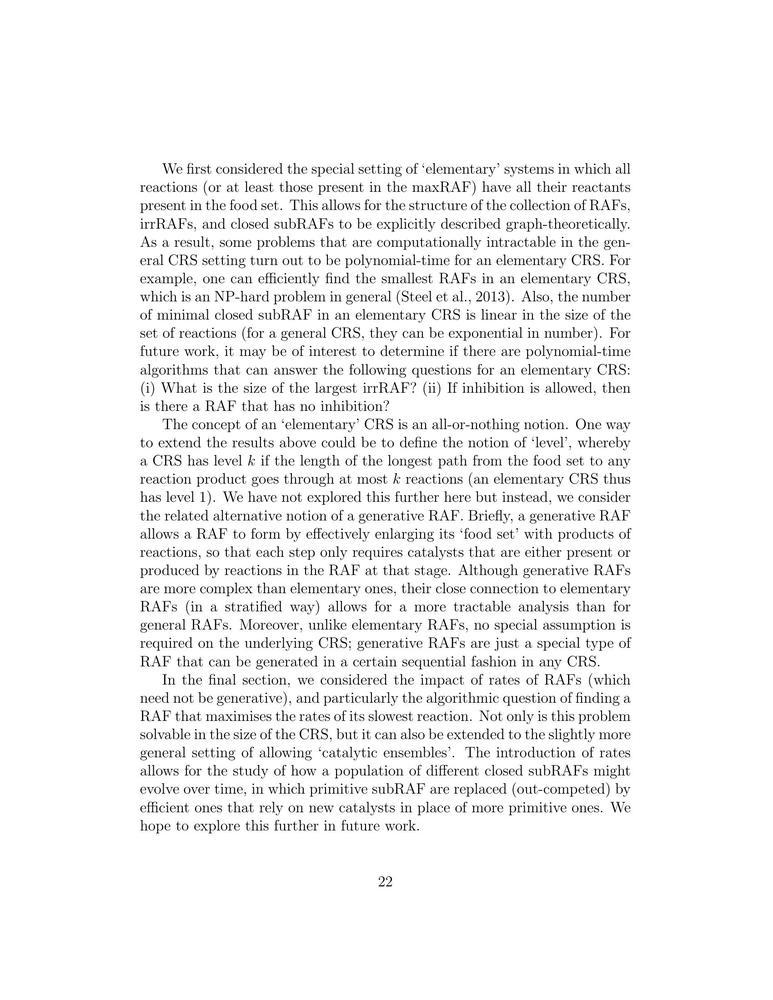 We first considered the special setting of ‘elementary’ systems in which all
reactions (or at least those present in the maxRAF) have all their reactants
present in the food set. This allows for the structure of the collection of RAFs,
irrRAFs, and closed subRAFs to be explicitly described graph-theoretically.
As a result, some problems that are computationally intractable in the gen-
eral CRS setting turn out to be polynomial-time for an elementary CRS. For
example, one can efficiently find the smallest RAFs in an elementary CRS,
which is an NP-hard problem in general (Steel et al., 2013). Also, the number
of minimal closed subRAF in an elementary CRS is linear in the size of the
set of reactions (for a general CRS, they can be exponential in number). For
future work, it may be of interest to determine if there are polynomial-time
algorithms that can answer the following questions for an elementary CRS:
(i) What is the size of the largest irrRAF? (ii) If inhibition is allowed, then
is there a RAF that has no inhibition?
The concept of an ‘elementary’ CRS is an all-or-nothing notion. One way
to extend the results above could be to define the notion of ‘level’, whereby
a CRS has level k if the length of the longest path from the food set to any
reaction product goes through at most k reactions (an elementary CRS thus
has level 1). We have not explored this further here but instead, we consider
the related alternative notion of a generative RAF. Briefly, a generative RAF
allows a RAF to form by effectively enlarging its ‘food set’ with products of
reactions, so that each step only requires catalysts that are either present or
produced by reactions in the RAF at that stage. Although generative RAFs
are more complex than elementary ones, their close connection to elementary
RAFs (in a stratified way) allows for a more tractable analysis than for
general RAFs. Moreover, unlike elementary RAFs, no special assumption is
required on the underlying CRS; generative RAFs are just a special type of
RAF that can be generated in a certain sequential fashion in any CRS.
In the final section, we considered the impact of rates of RAFs (which
need not be generative), and particularly the algorithmic question of finding a
RAF that maximises the rates of its slowest reaction. Not only is this problem
solvable in the size of the CRS, but it can also be extended to the slightly more
general setting of allowing ‘catalytic ensembles’. The introduction of rates
allows for the study of how a population of different closed subRAFs might
evolve over time, in which primitive subRAF are replaced (out-competed) by
efficient ones that rely on new catalysts in place of more primitive ones. We
hope to explore this further in future work.
22